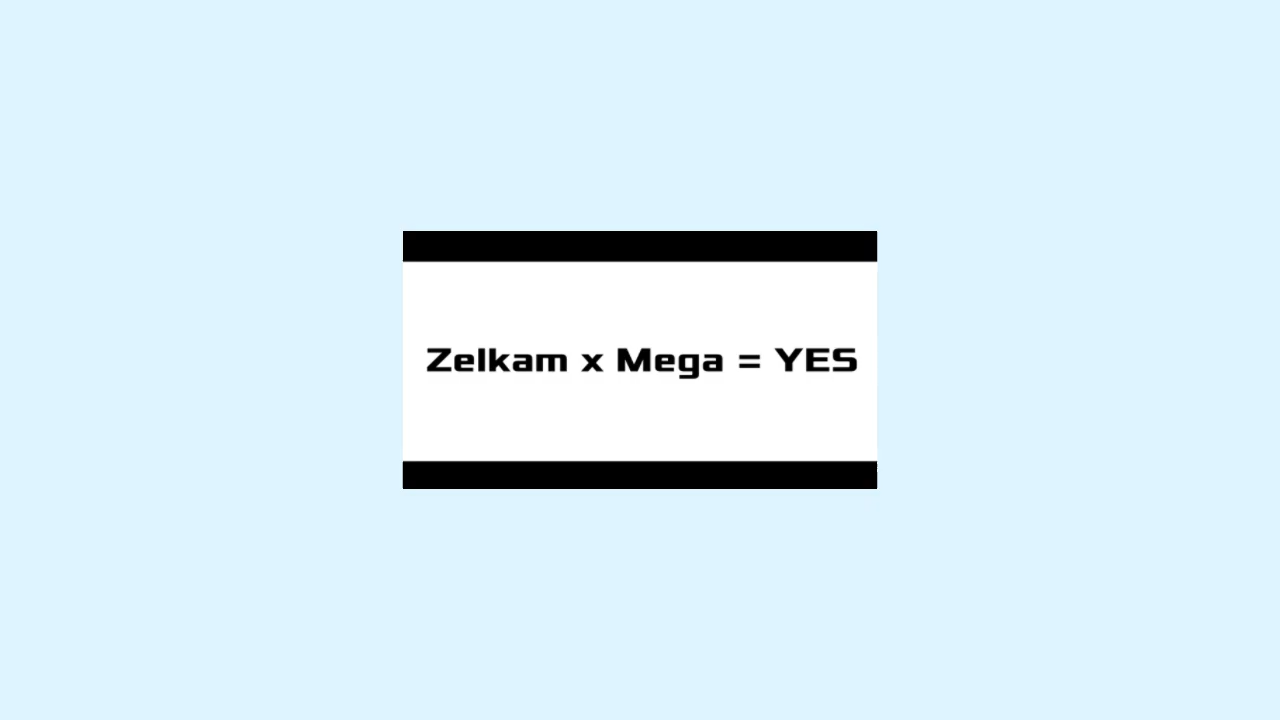 Zelkam x Mega = YES